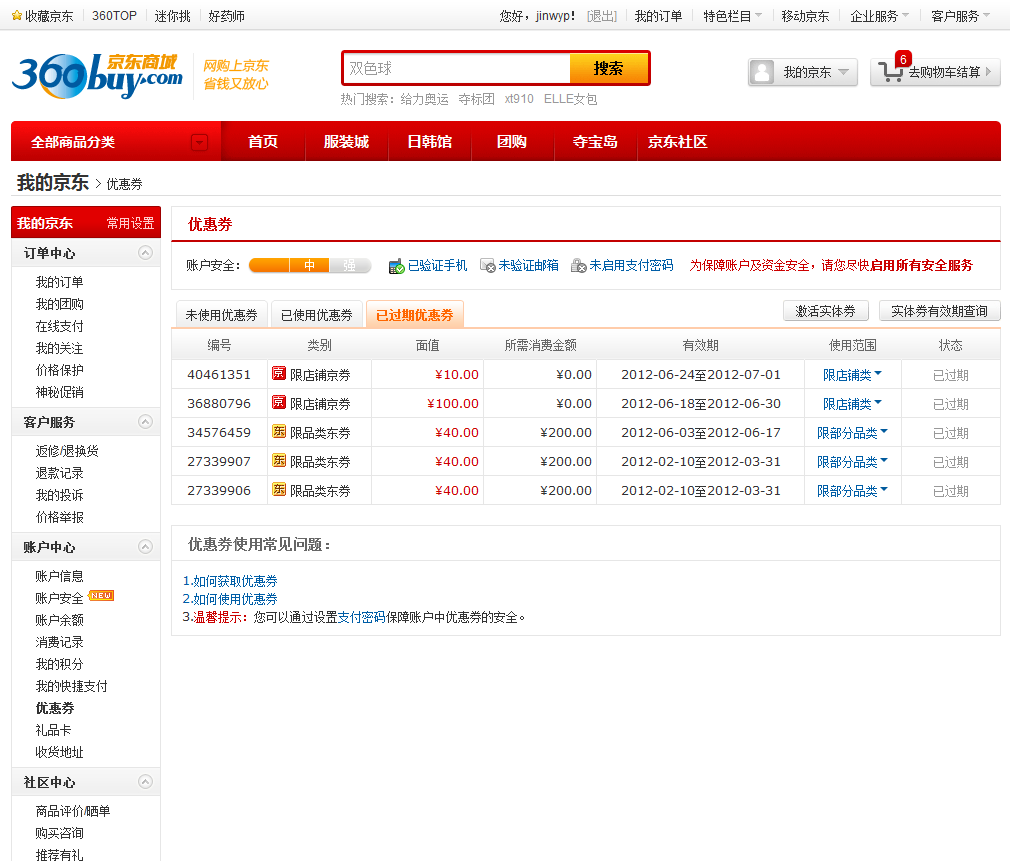 收藏京东 360TOP 迷你挑 好药师 您好，jinwyp！ [退出] 我的订单 特色栏目 移动京东 企业服务 客户服务
360buy.com 京东商城
网购上京东
省钱又放心
双色球 搜索
热门搜索： 给力奥运 夺标团 xt910 ELLE女包
我的京东 6 去购物车结算
全部商品分类 首页 服装城 日韩馆 团购 夺宝岛 京东社区
我的京东 > 优惠券
我的京东 常用设置
订单中心
我的订单
我的团购
在线支付
我的关注
价格保护
神秘促销
客户服务
返修/退换货
退款记录
我的投诉
价格举报
账户中心
账户信息
账户安全 NEW
账户余额
消费记录
我的积分
我的快捷支付
优惠券
礼品卡
收货地址
社区中心
商品评价/晒单
购买咨询
推荐有礼
优惠券
账户安全： 中 强 已验证手机 未验证邮箱 未启用支付密码 为保障账户及资金安全，请您尽快启用所有安全服务
未使用优惠券 已使用优惠券 已过期优惠券 激活实体券 实体券有效期查询
编号 类别 面值 所需消费金额 有效期 使用范围 状态
40461351 京 限店铺京券 ¥10.00 ¥0.00 2012-06-24至2012-07-01 限店铺类 已过期
36880796 京 限店铺京券 ¥100.00 ¥0.00 2012-06-18至2012-06-30 限店铺类 已过期
34576459 东 限品类东券 ¥40.00 ¥200.00 2012-06-03至2012-06-17 限部分品类 已过期
27339907 东 限品类东券 ¥40.00 ¥200.00 2012-02-10至2012-03-31 限部分品类 已过期
27339906 东 限品类东券 ¥40.00 ¥200.00 2012-02-10至2012-03-31 限部分品类 已过期
优惠券使用常见问题：
1.如何获取优惠券
2.如何使用优惠券
3.温馨提示：您可以通过设置支付密码保障账户中优惠券的安全。